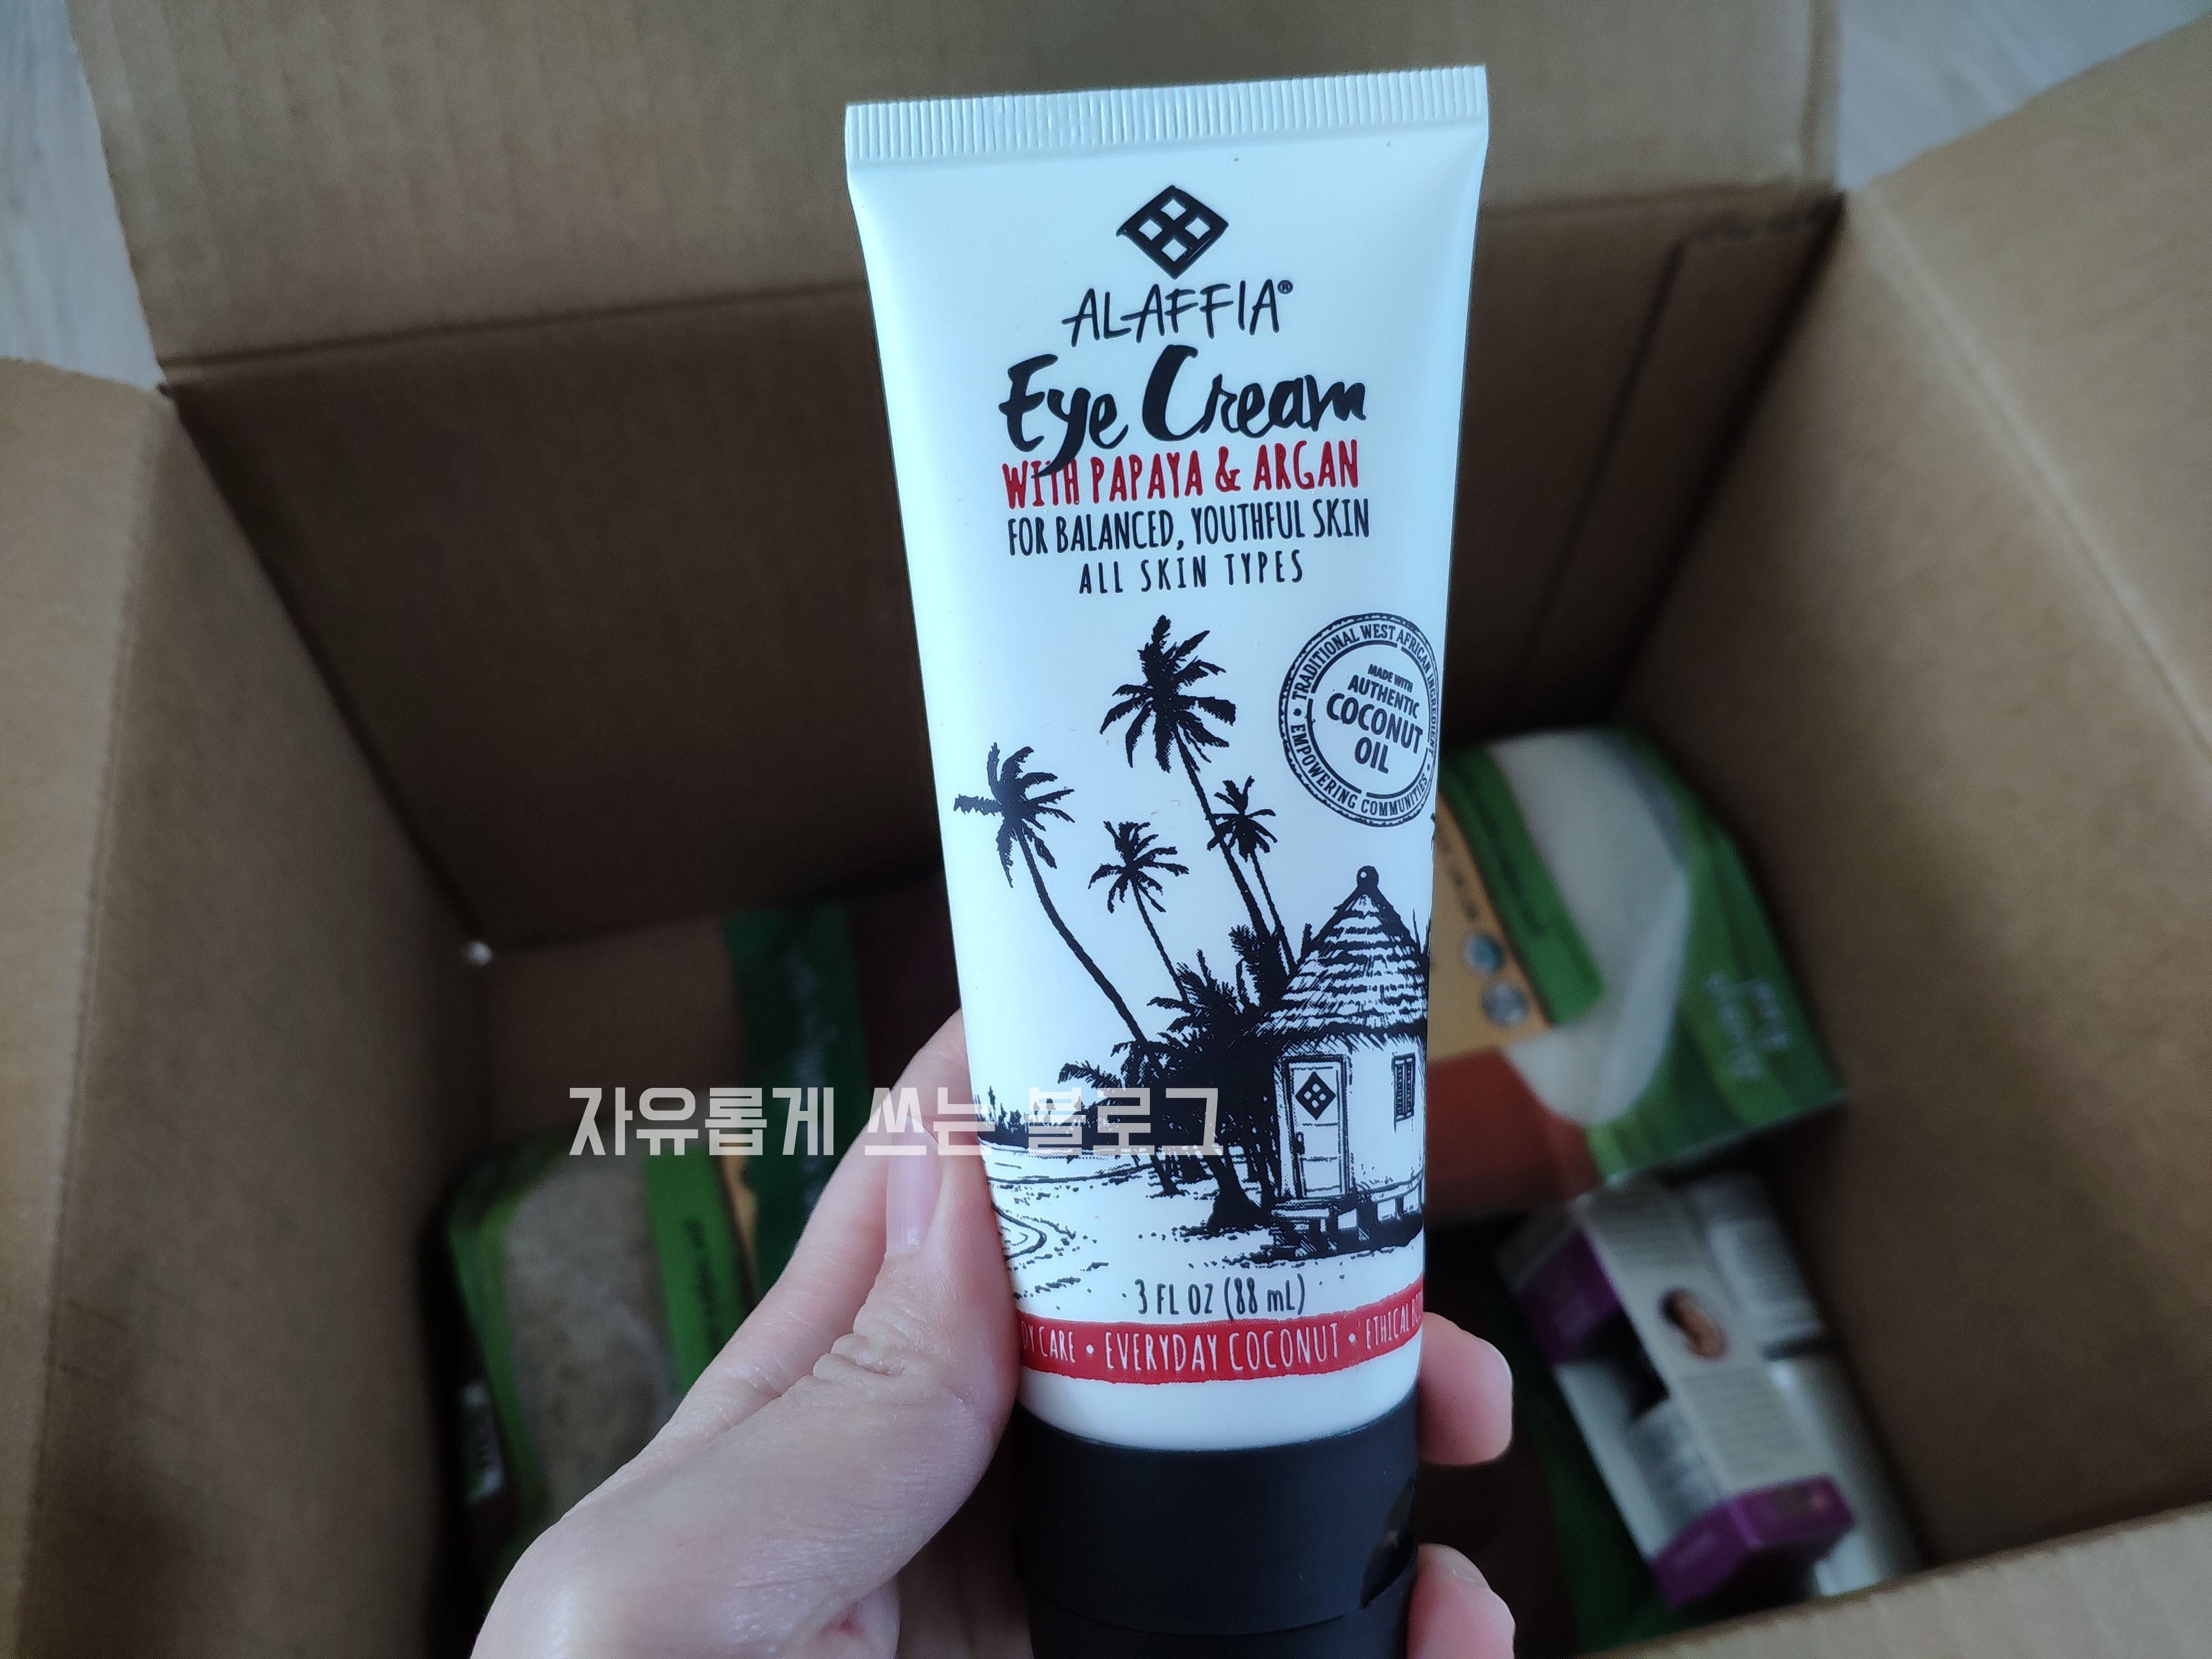 ALAFFIA®
Eye Cream
WITH PAPAYA & ARGAN
FOR BALANCED, YOUTHFUL SKIN
ALL SKIN TYPES
• TRADITIONAL WEST AFRICAN INGREDIENT •
MADE WITH
AUTHENTIC
COCONUT
OIL
EMPOWERING COMMUNITIES
자유롭게 쓰는 블로그
3 FL OZ (88 mL)
CARE • EVERYDAY COCONUT • ETHICAL